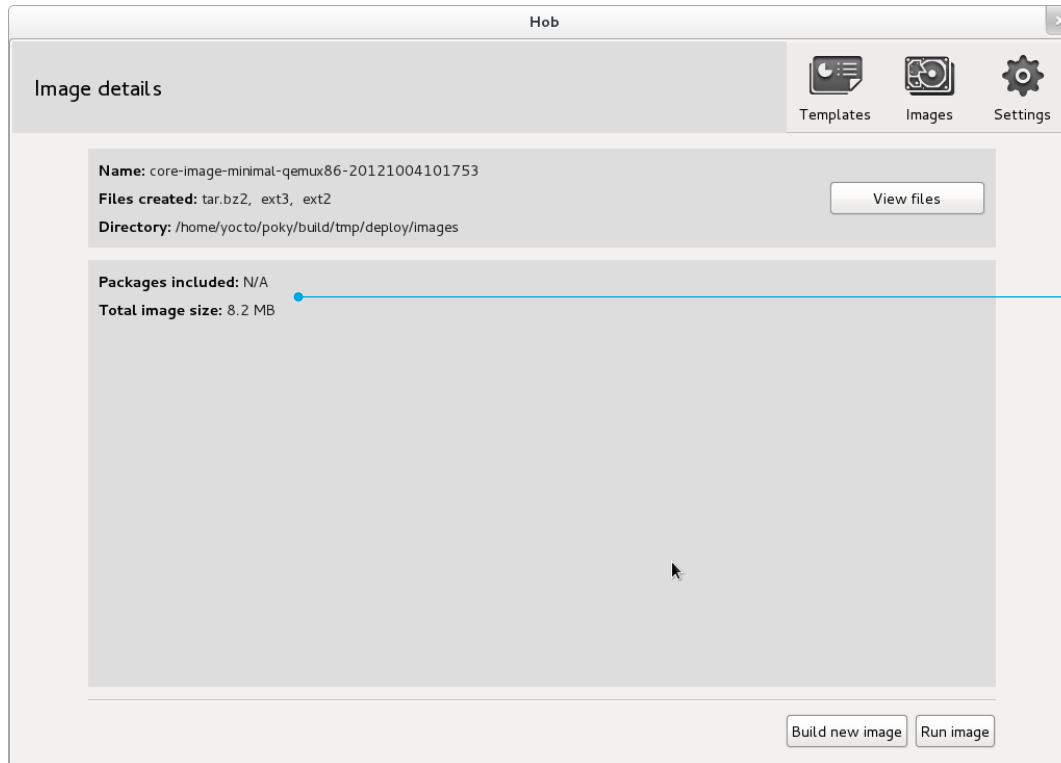 Hob
Image details
Templates
Images
Settings
Name: core-image-minimal-qemux86-20121004101753
Files created: tar.bz2, ext3, ext2
Directory: /home/yocto/poky/build/tmp/deploy/images
View files
Packages included: N/A
Total image size: 8.2 MB
Build new image
Run image